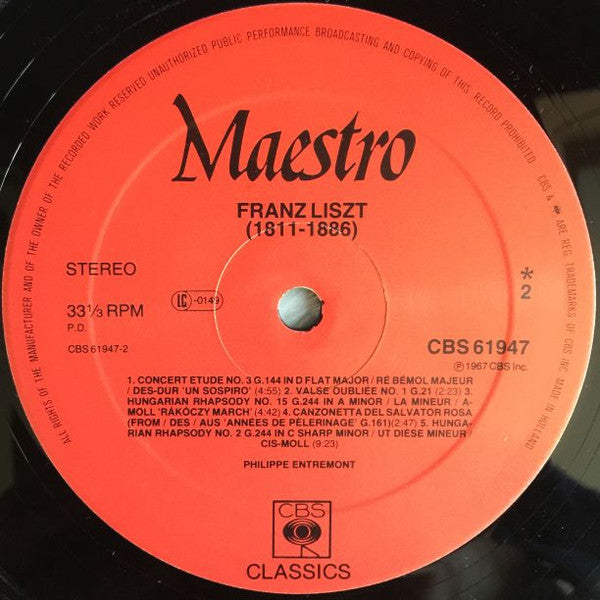 ALL RIGHTS OF THE MANUFACTURER AND OF THE OWNER OF THE RECORDED WORK RESERVED UNAUTHORIZED PUBLIC PERFORMANCE BROADCASTING AND COPYING OF THIS RECORD PROHIBITED. CBS & ARE REG. TRADEMARKS OF CBS INC. MADE IN HOLLAND
Maestro
FRANZ LISZT
(1811-1886)
STEREO
33⅓ RPM
P.D.
CBS 61947-2
LC-0149
*
2
CBS 61947
Ⓟ 1967 CBS Inc.
1. CONCERT ETUDE NO. 3 G.144 IN D FLAT MAJOR / RÉ BÉMOL MAJEUR
/ DES-DUR 'UN SOSPIRO' (4:55) 2. VALSE OUBLIÉE NO. 1 G.21 (2:23) 3.
HUNGARIAN RHAPSODY NO. 15 G.244 IN A MINOR / LA MINEUR / A-
MOLL 'RÁKÓCZY MARCH' (4:42) 4. CANZONETTA DEL SALVATOR ROSA
(FROM / DES / AUS 'ANNÉES DE PÉLERINAGE' G.161)(2:47) 5. HUNGA-
RIAN RHAPSODY NO. 2 G.244 IN C SHARP MINOR / UT DIÈSE MINEUR /
CIS-MOLL (9:23)
PHILIPPE ENTREMONT
CBS
CLASSICS